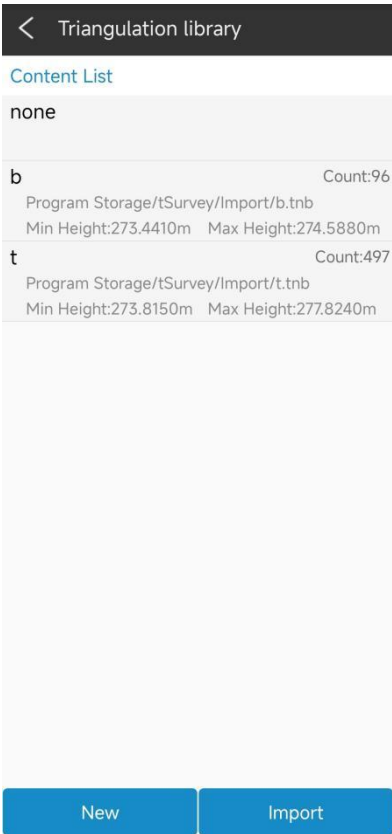 Triangulation library
Content List
none
b Count:96
Program Storage/tSurvey/Import/b.tnb
Min Height:273.4410m Max Height:274.5880m
t Count:497
Program Storage/tSurvey/Import/t.tnb
Min Height:273.8150m Max Height:277.8240m
New Import